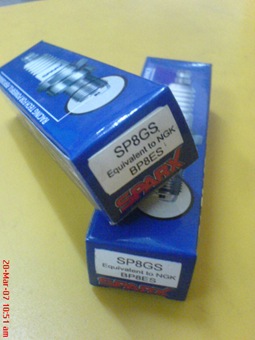 SP8GS
Equivalent to NGK
BP8ES
SPARX
SP8GS
Equivalent to NGK
BP8ES
SPARX
20-Mar-07 10:51 am